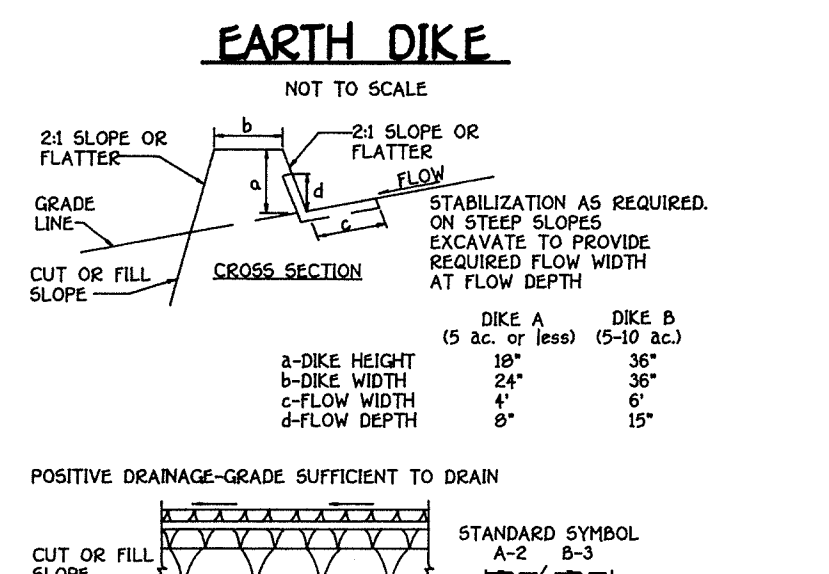 EARTH DIKE
NOT TO SCALE
2:1 SLOPE OR
FLATTER
b
2:1 SLOPE OR
FLATTER
a
d
FLOW
c
GRADE
LINE
CUT OR FILL
SLOPE
CROSS SECTION
STABILIZATION AS REQUIRED.
ON STEEP SLOPES
EXCAVATE TO PROVIDE
REQUIRED FLOW WIDTH
AT FLOW DEPTH
DIKE A DIKE B
(5 ac. or less) (5-10 ac.)
a-DIKE HEIGHT 18" 36"
b-DIKE WIDTH 24" 36"
c-FLOW WIDTH 4' 6'
d-FLOW DEPTH 8" 15"
POSITIVE DRAINAGE-GRADE SUFFICIENT TO DRAIN
CUT OR FILL
SLOPE
STANDARD SYMBOL
A-2 B-3